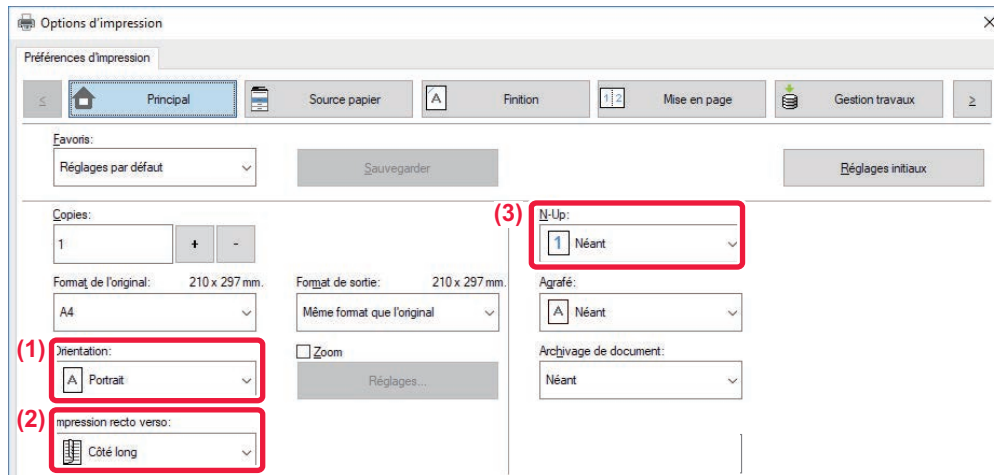 Options d'impression
Préférences d'impression
≤ Principal Source papier A Finition 1 2 Mise en page Gestion travaux ≥
Favoris:
Réglages par défaut Sauvegarder Réglages initiaux
Copies: (3) N-Up:
1 + - 1 Néant
Format de l'original: 210 x 297 mm. Format de sortie: 210 x 297 mm. Agrafé:
A4 Même format que l'original A Néant
(1) Orientation: Zoom Archivage de document:
A Portrait Réglages... Néant
(2) mpression recto verso:
Côté long